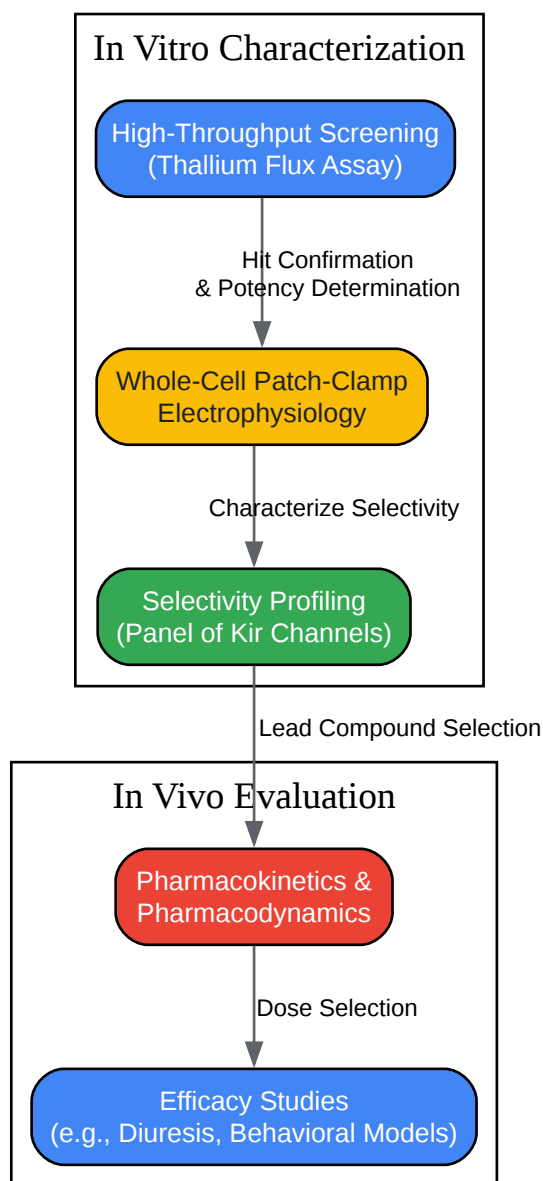 In Vitro Characterization
High-Throughput Screening
(Thallium Flux Assay)
Hit Confirmation
& Potency Determination
Whole-Cell Patch-Clamp
Electrophysiology
Characterize Selectivity
Selectivity Profiling
(Panel of Kir Channels)
Lead Compound Selection
In Vivo Evaluation
Pharmacokinetics &
Pharmacodynamics
Dose Selection
Efficacy Studies
(e.g., Diuresis, Behavioral Models)